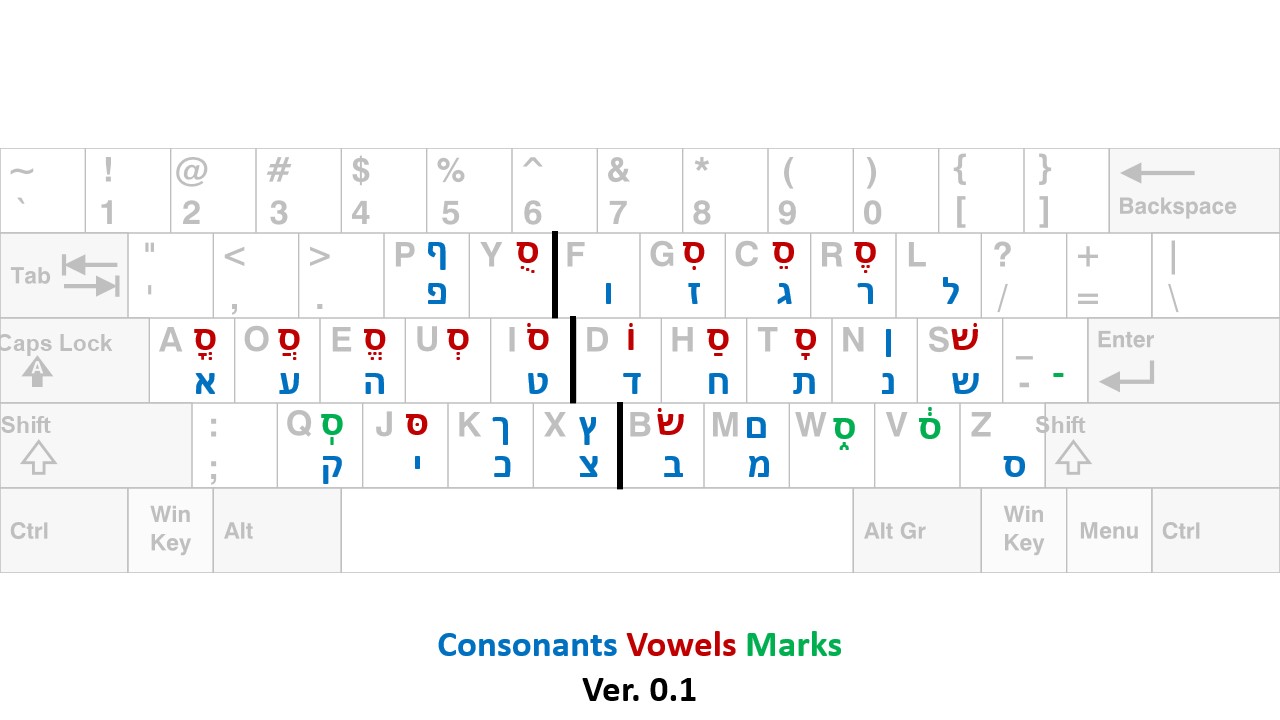 ~ ! @ # $ % ^ & * ( ) { }
` 1 2 3 4 5 6 7 8 9 0 [ ] Backspace
Tab " < > P ף Y סֻ F G סִ C סֵ R סֶ L ? + |
' , . פ ו ז ג ר ל / = \
Caps Lock A סֳ O סֲ E סֱ U סְ I סֹ D וֹ H סַ T סָ N ן S שׁ _ Enter
A א ע ה ט ד ח ת נ ש - ־
Shift : Q סֽ J סּ K ך X ץ B שׂ M ם W ס֑ V ס֔ Z Shift
; ק י כ צ ב מ ס
Ctrl Win Key Alt Alt Gr Win Key Menu Ctrl
Consonants Vowels Marks
Ver. 0.1